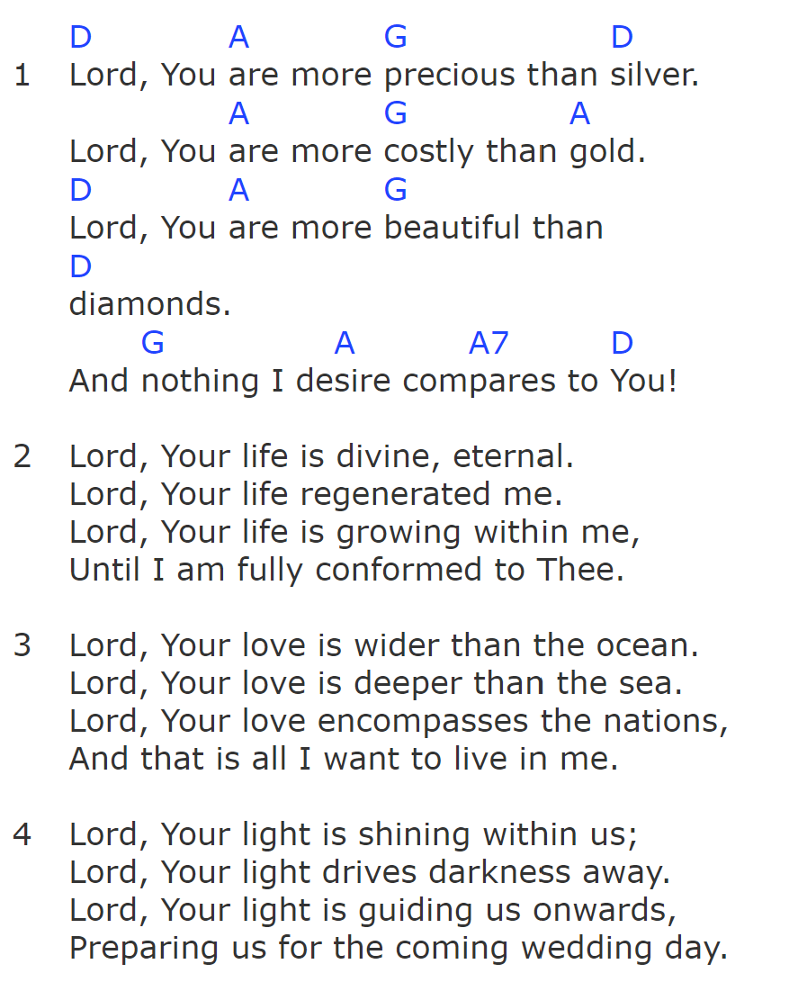 D A G D
1 Lord, You are more precious than silver.
A G A
Lord, You are more costly than gold.
D A G
Lord, You are more beautiful than
D
diamonds.
G A A7 D
And nothing I desire compares to You!
2 Lord, Your life is divine, eternal.
Lord, Your life regenerated me.
Lord, Your life is growing within me,
Until I am fully conformed to Thee.
3 Lord, Your love is wider than the ocean.
Lord, Your love is deeper than the sea.
Lord, Your love encompasses the nations,
And that is all I want to live in me.
4 Lord, Your light is shining within us;
Lord, Your light drives darkness away.
Lord, Your light is guiding us onwards,
Preparing us for the coming wedding day.